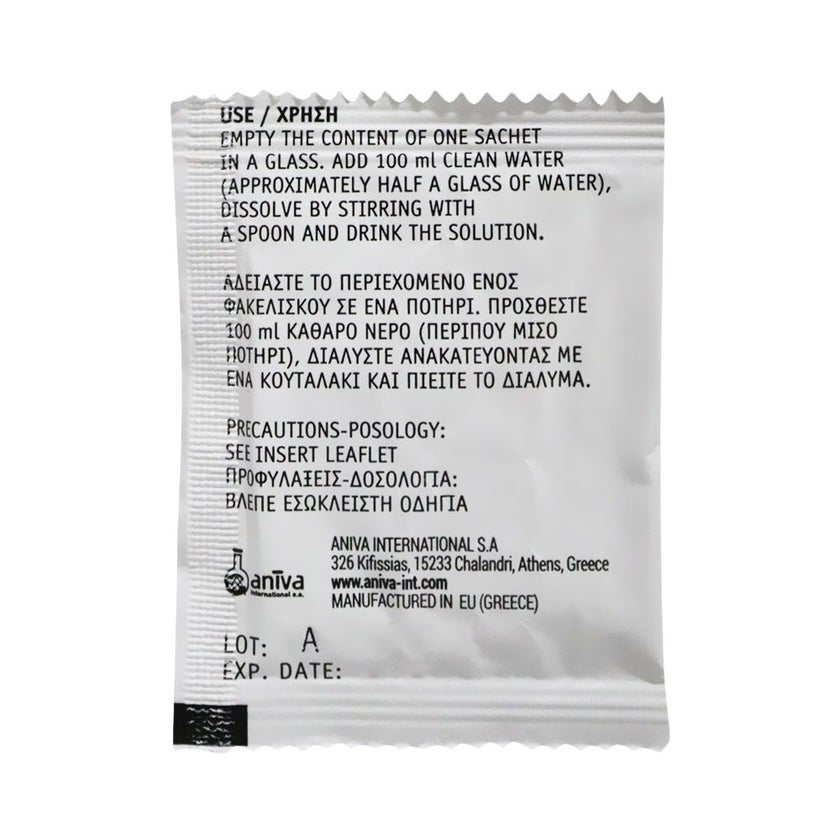 USE / ΧΡΗΣΗ
EMPTY THE CONTENT OF ONE SACHET
IN A GLASS. ADD 100 ml CLEAN WATER
(APPROXIMATELY HALF A GLASS OF WATER),
DISSOLVE BY STIRRING WITH
A SPOON AND DRINK THE SOLUTION.
ΑΔΕΙΑΣΤΕ ΤΟ ΠΕΡΙΕΧΟΜΕΝΟ ΕΝΟΣ
ΦΑΚΕΛΙΣΚΟΥ ΣΕ ΕΝΑ ΠΟΤΗΡΙ. ΠΡΟΣΘΕΣΤΕ
100 ml ΚΑΘΑΡΟ ΝΕΡΟ (ΠΕΡΙΠΟΥ ΜΙΣΟ
ΠΟΤΗΡΙ), ΔΙΑΛΥΣΤΕ ΑΝΑΚΑΤΕΥΟΝΤΑΣ ΜΕ
ΕΝΑ ΚΟΥΤΑΛΑΚΙ ΚΑΙ ΠΙΕΙΤΕ ΤΟ ΔΙΑΛΥΜΑ.
PRECAUTIONS-POSOLOGY:
SEE INSERT LEAFLET
ΠΡΟΦΥΛΑΞΕΙΣ-ΔΟΣΟΛΟΓΙΑ:
ΒΛΕΠΕ ΕΣΩΚΛΕΙΣΤΗ ΟΔΗΓΙΑ
anīva
international s.a.
ANIVA INTERNATIONAL S.A
326 Kifissias, 15233 Chalandri, Athens, Greece
www.aniva-int.com
MANUFACTURED IN EU (GREECE)
LOT: A
EXP. DATE: